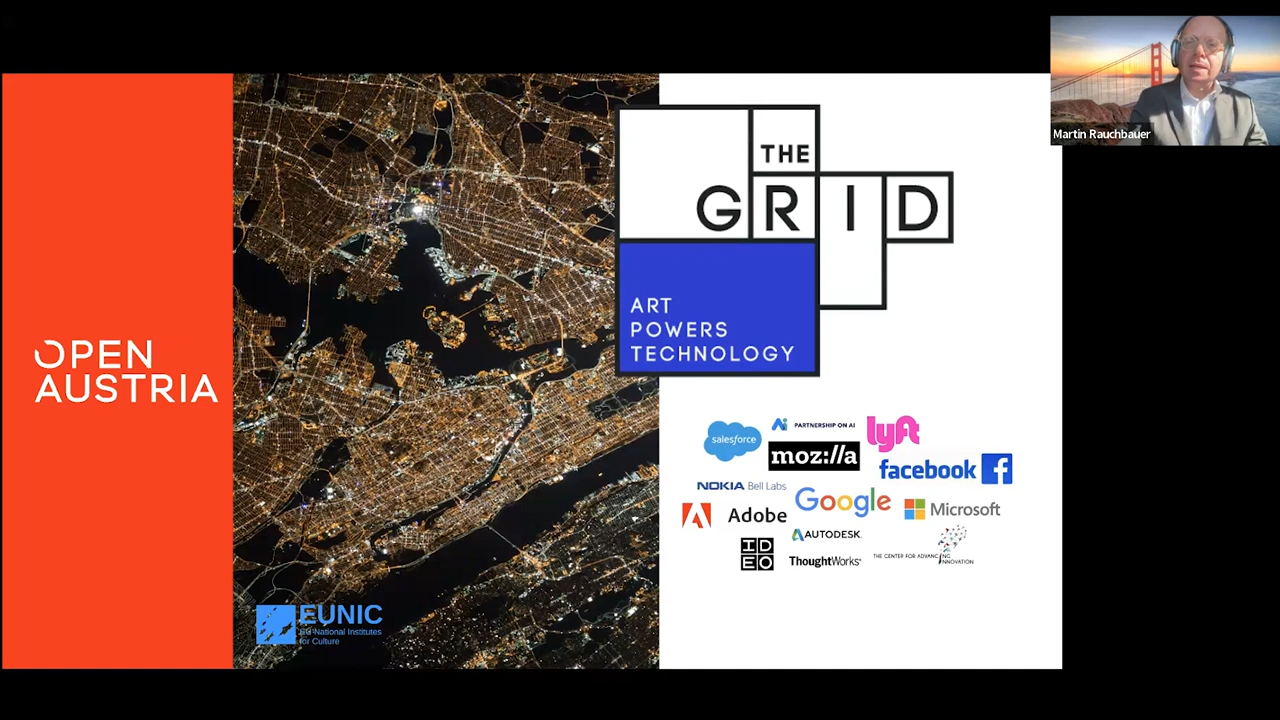 Martin Rauchbauer
OPEN
AUSTRIA
THE
GRID
ART
POWERS
TECHNOLOGY
salesforce
PARTNERSHIP ON AI
lyft
moz://a
facebook f
NOKIA Bell Labs
Google
Microsoft
Adobe
AUTODESK.
IDEO
ThoughtWorks®
THE CENTER FOR ADVANCING
INNOVATION
EUNIC
EU National Institutes
for Culture